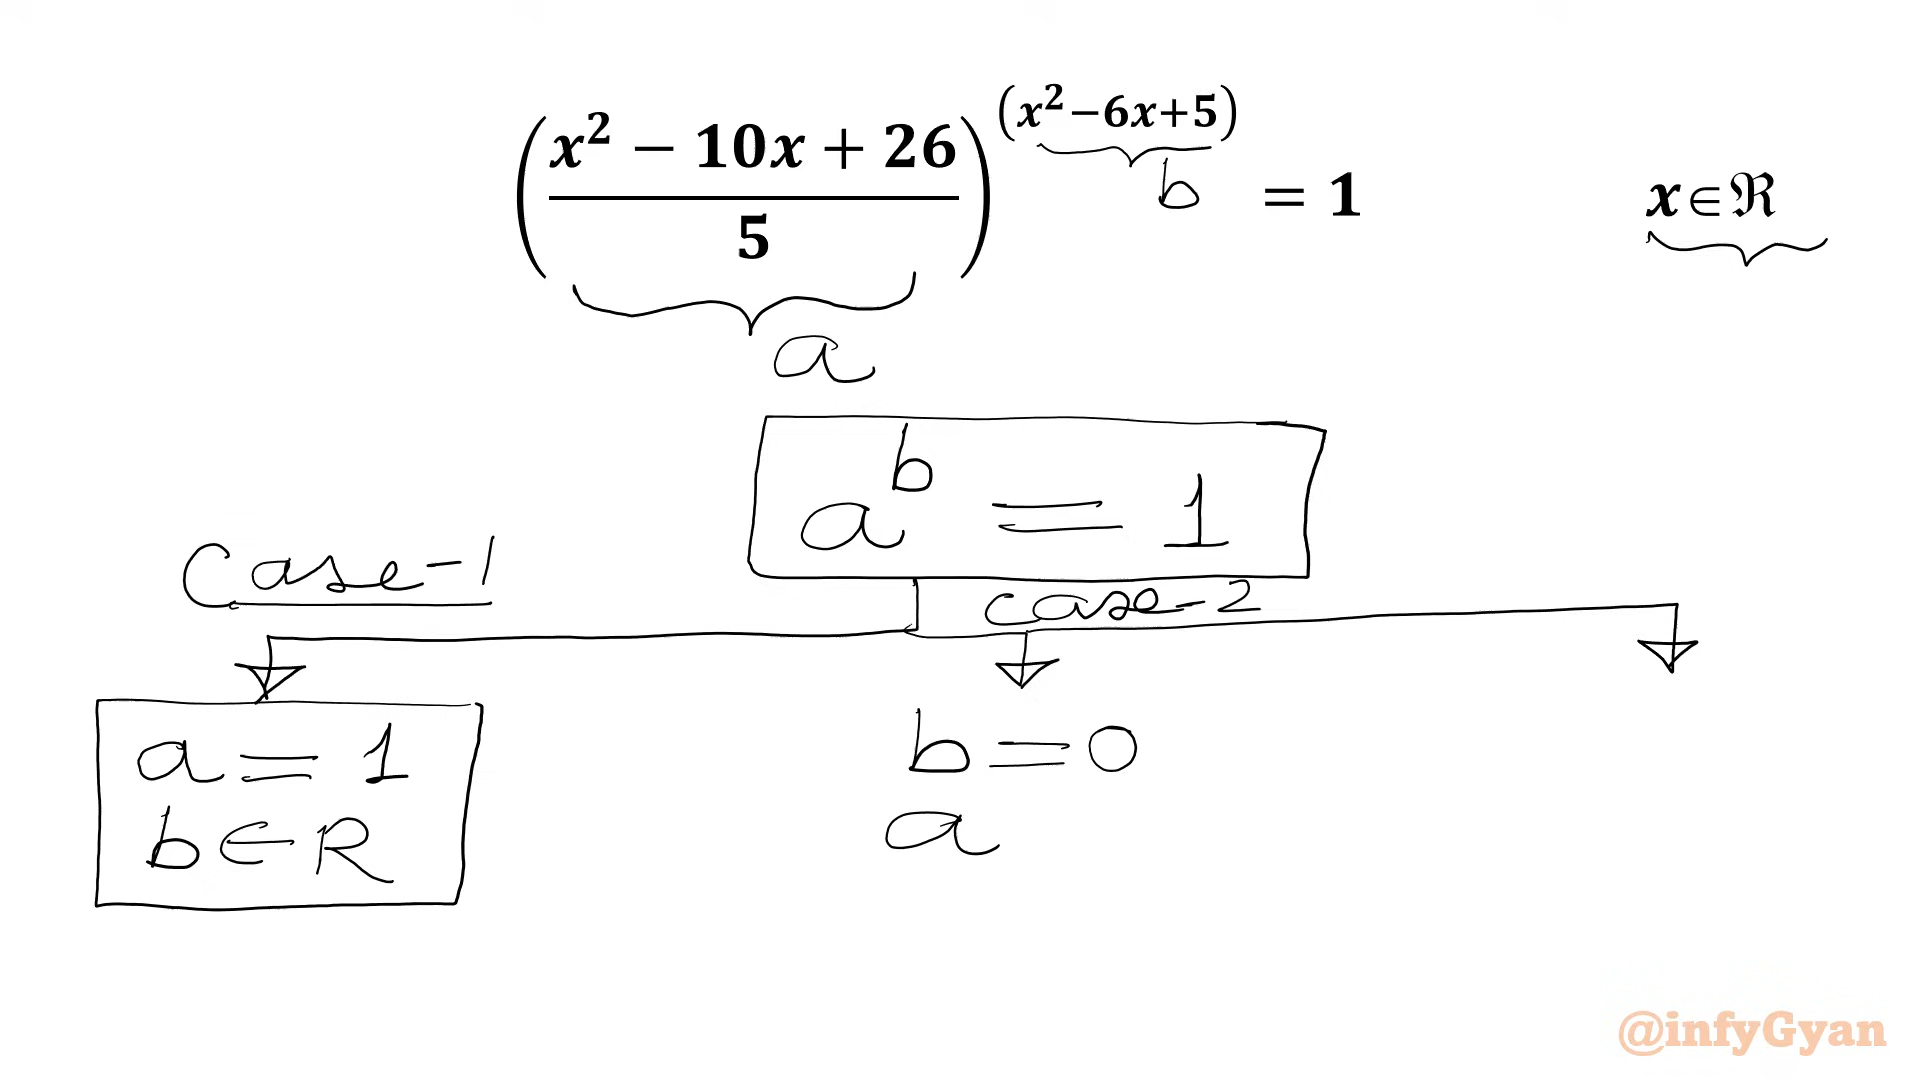 (x² − 10x + 26 / 5)^(x²−6x+5) = 1 x∈ℜ
b
a
a^b = 1
case-1
case-2
a = 1
b ∈ R
b = 0
a
@infyGyan